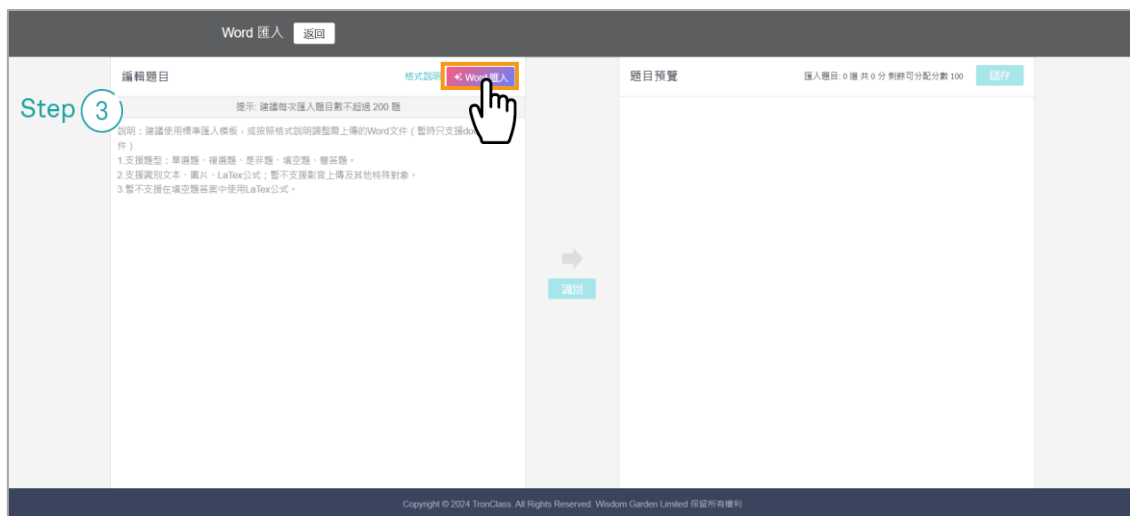 Word 匯入 返回
編輯題目 格式說明 Word 匯入
Step 3
提示: 建議每次匯入題目數不超過 200 題
說明：建議使用標準匯入模板，或按照格式說明調整需上傳的Word文件 ( 暫時只支援do
件 )
1.支援題型：單選題、複選題、是非題、填空題、簡答題。
2.支援識別文本、圖片、LaTex公式；暫不支援影音上傳及其他特殊對象。
3.暫不支援在填空題答案中使用LaTex公式。
識別
題目預覽 匯入題目: 0 題 共 0 分 剩餘可分配分數 100 儲存
Copyright © 2024 TronClass. All Rights Reserved. Wisdom Garden Limited 保留所有權利